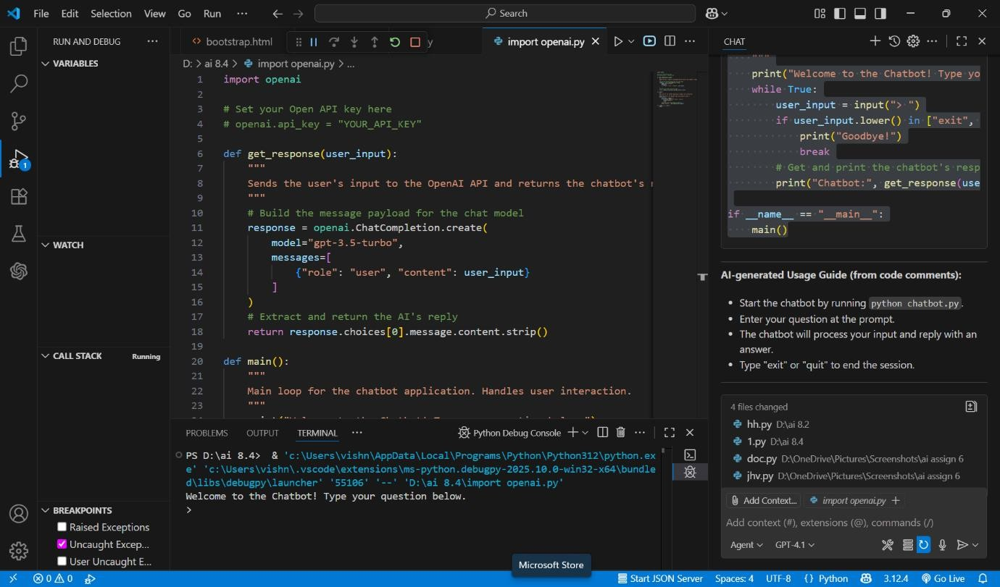 File Edit Selection View Go Run ··· Search
RUN AND DEBUG ···
VARIABLES
WATCH
CALL STACK Running
BREAKPOINTS
Raised Exceptions
Uncaught Excep...
User Uncaught E...
1
bootstrap.html y import openai.py
D: > ai 8.4 > import openai.py > ...
1 import openai
2
3 # Set your Open API key here
4 # openai.api_key = "YOUR_API_KEY"
5
6 def get_response(user_input):
7 """
8 Sends the user's input to the OpenAI API and returns the chatbot's
9 """
10 # Build the message payload for the chat model
11 response = openai.ChatCompletion.create(
12 model="gpt-3.5-turbo",
13 messages=[
14 {"role": "user", "content": user_input}
15 ]
16 )
17 # Extract and return the AI's reply
18 return response.choices[0].message.content.strip()
19
20 def main():
21 """
22 Main loop for the chatbot application. Handles user interaction.
23 """
PROBLEMS OUTPUT TERMINAL ··· Python Debug Console
PS D:\ai 8.4> & 'c:\Users\vishn\AppData\Local\Programs\Python\Python312\python.ex
e' 'c:\Users\vishn\.vscode\extensions\ms-python.debugpy-2025.10.0-win32-x64\bundle
d\libs\debugpy\launcher' '55106' '--' 'D:\ai 8.4\import openai.py'
Welcome to the Chatbot! Type your question below.
>
Microsoft Store
CHAT
"""
print("Welcome to the Chatbot! Type yo
while True:
user_input = input("> ")
if user_input.lower() in ["exit",
print("Goodbye!")
break
# Get and print the chatbot's resp
print("Chatbot:", get_response(use
if __name__ == "__main__":
main()
AI-generated Usage Guide (from code comments):
• Start the chatbot by running python chatbot.py.
• Enter your question at the prompt.
• The chatbot will process your input and reply with an
answer.
• Type "exit" or "quit" to end the session.
4 files changed
hh.py D:\ai 8.2
1.py D:\ai 8.4
doc.py D:\OneDrive\Pictures\Screenshots\ai assign 6
jhv.py D:\OneDrive\Pictures\Screenshots\ai assign 6
Add Context... import openai.py +
Add context (#), extensions (@), commands (/)
Agent GPT-4.1
0 0 Start JSON Server Spaces: 4 UTF-8 {} Python 3.12.4 Go Live